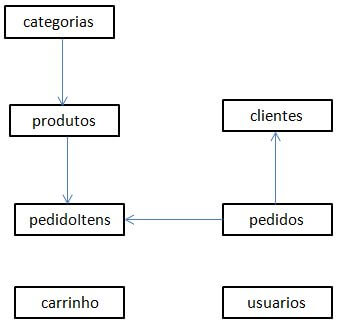 categorias
produtos
clientes
pedidoItens
pedidos
carrinho
usuarios